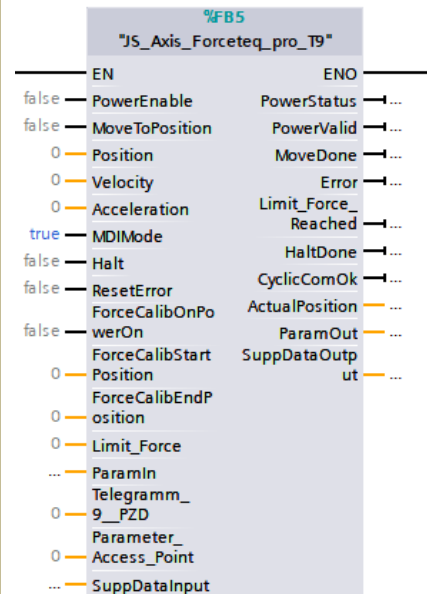 %FB5
"JS_Axis_Forceteq_pro_T9"
EN ENO
false PowerEnable PowerStatus ...
false MoveToPosition PowerValid ...
0 Position MoveDone ...
0 Velocity Error ...
0 Acceleration Limit_Force_
Reached ...
true MDIMode
HaltDone ...
false Halt
CyclicComOk ...
false ResetError
ActualPosition ...
ForceCalibOnPo
false werOn ParamOut ...
ForceCalibStart SuppDataOutp
0 Position ut ...
ForceCalibEndP
0 osition
0 Limit_Force
... ParamIn
Telegramm_
0 9__PZD
Parameter_
0 Access_Point
... SuppDataInput